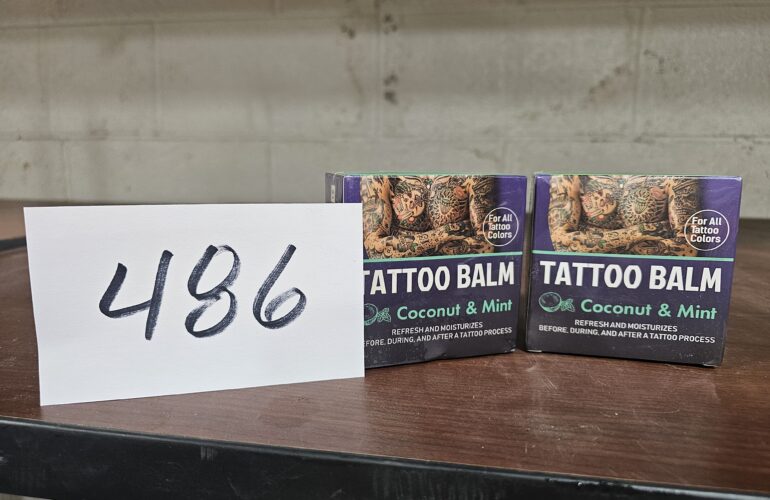 486
For All
Tattoo
Colors
TATTOO BALM
Coconut & Mint
REFRESH AND MOISTURIZES
BEFORE, DURING, AND AFTER A TATTOO PROCESS
For All
Tattoo
Colors
TATTOO BALM
Coconut & Mint
REFRESH AND MOISTURIZES
BEFORE, DURING, AND AFTER A TATTOO PROCESS